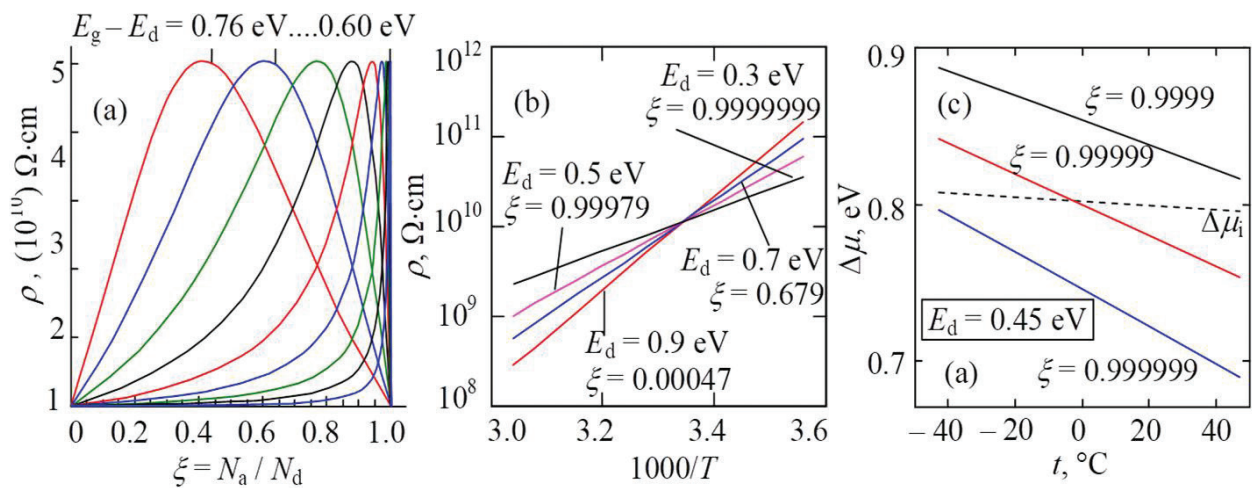 E_g – E_d = 0.76 eV....0.60 eV
(a)
ρ, (10^10) Ω·cm
5
4
3
2
1
0 0.2 0.4 0.6 0.8 1.0
ξ = N_a / N_d
(b)
ρ, Ω·cm
10^12
10^11
10^10
10^9
10^8
E_d = 0.3 eV
ξ = 0.9999999
E_d = 0.5 eV
ξ = 0.99979
E_d = 0.7 eV
ξ = 0.679
E_d = 0.9 eV
ξ = 0.00047
3.0 3.2 3.4 3.6
1000/T
(c)
Δμ, eV
0.9
0.8
0.7
ξ = 0.9999
ξ = 0.99999
Δμ_i
E_d = 0.45 eV
(a)
ξ = 0.999999
– 40 – 20 0 20 40
t, °C